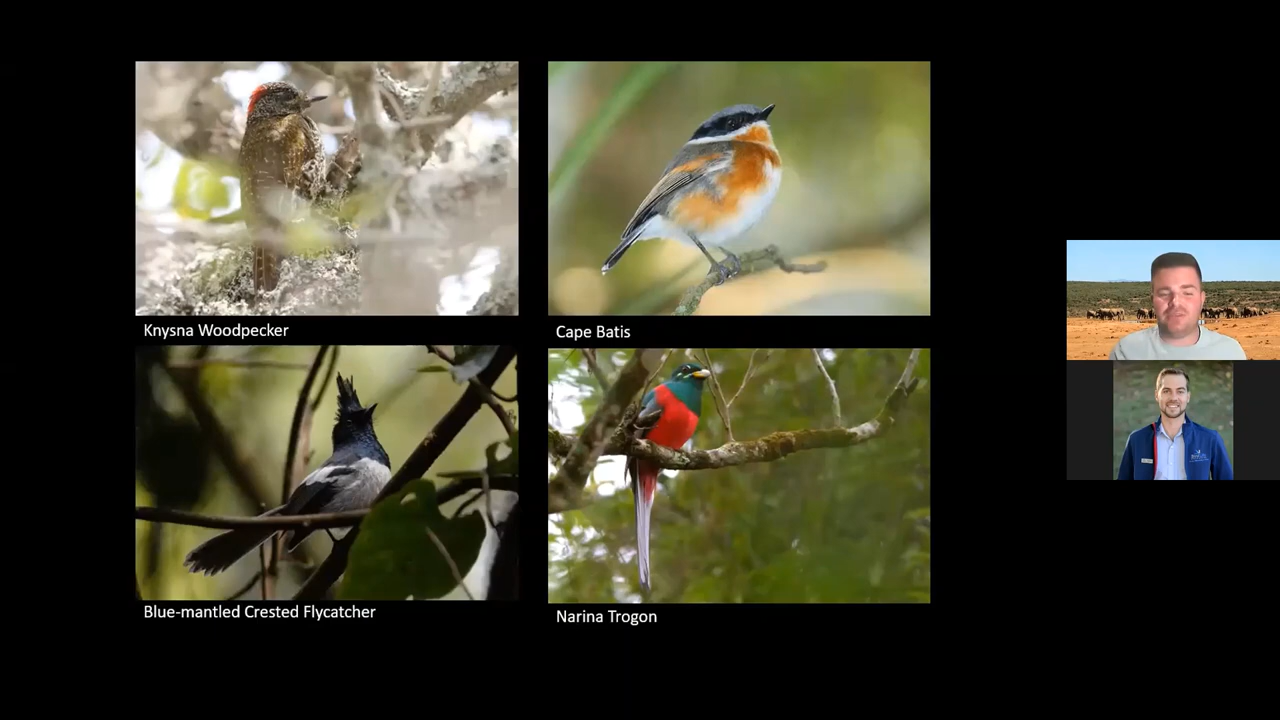 Knysna Woodpecker
Cape Batis
Blue-mantled Crested Flycatcher
Narina Trogon